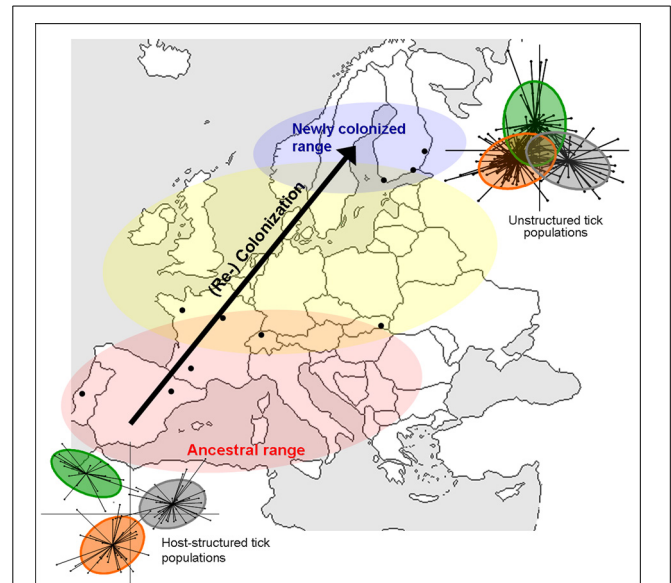 Newly colonized
range
(Re-) Colonization
Unstructured tick
populations
Ancestral range
Host-structured tick
populations